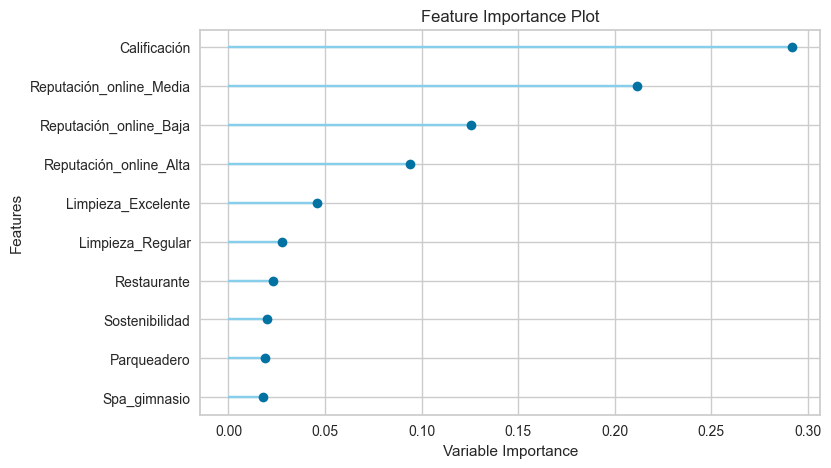 Feature Importance Plot
Features
Calificación
Reputación_online_Media
Reputación_online_Baja
Reputación_online_Alta
Limpieza_Excelente
Limpieza_Regular
Restaurante
Sostenibilidad
Parqueadero
Spa_gimnasio
0.00 0.05 0.10 0.15 0.20 0.25 0.30
Variable Importance